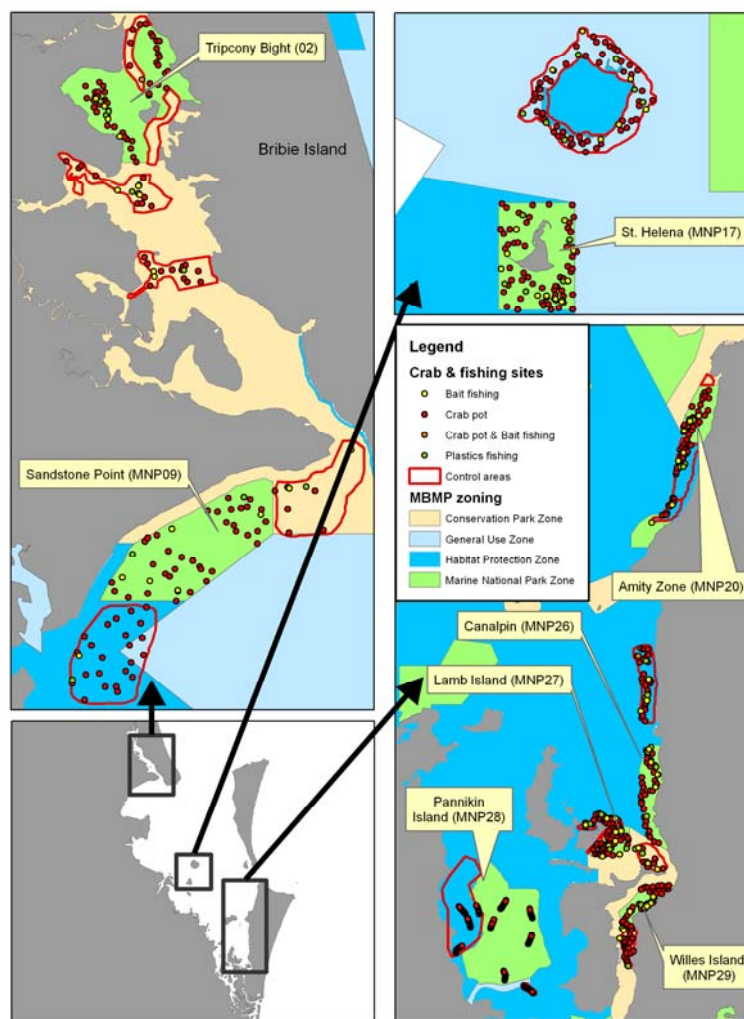 Tripcony Bight (02)
Bribie Island
Sandstone Point (MNP09)
St. Helena (MNP17)
Legend
Crab & fishing sites
Bait fishing
Crab pot
Crab pot & Bait fishing
Plastics fishing
Control areas
MBMP zoning
Conservation Park Zone
General Use Zone
Habitat Protection Zone
Marine National Park Zone
Amity Zone (MNP20)
Canalpin (MNP26)
Lamb Island (MNP27)
Pannikin
Island (MNP28)
Willes Island
(MNP29)